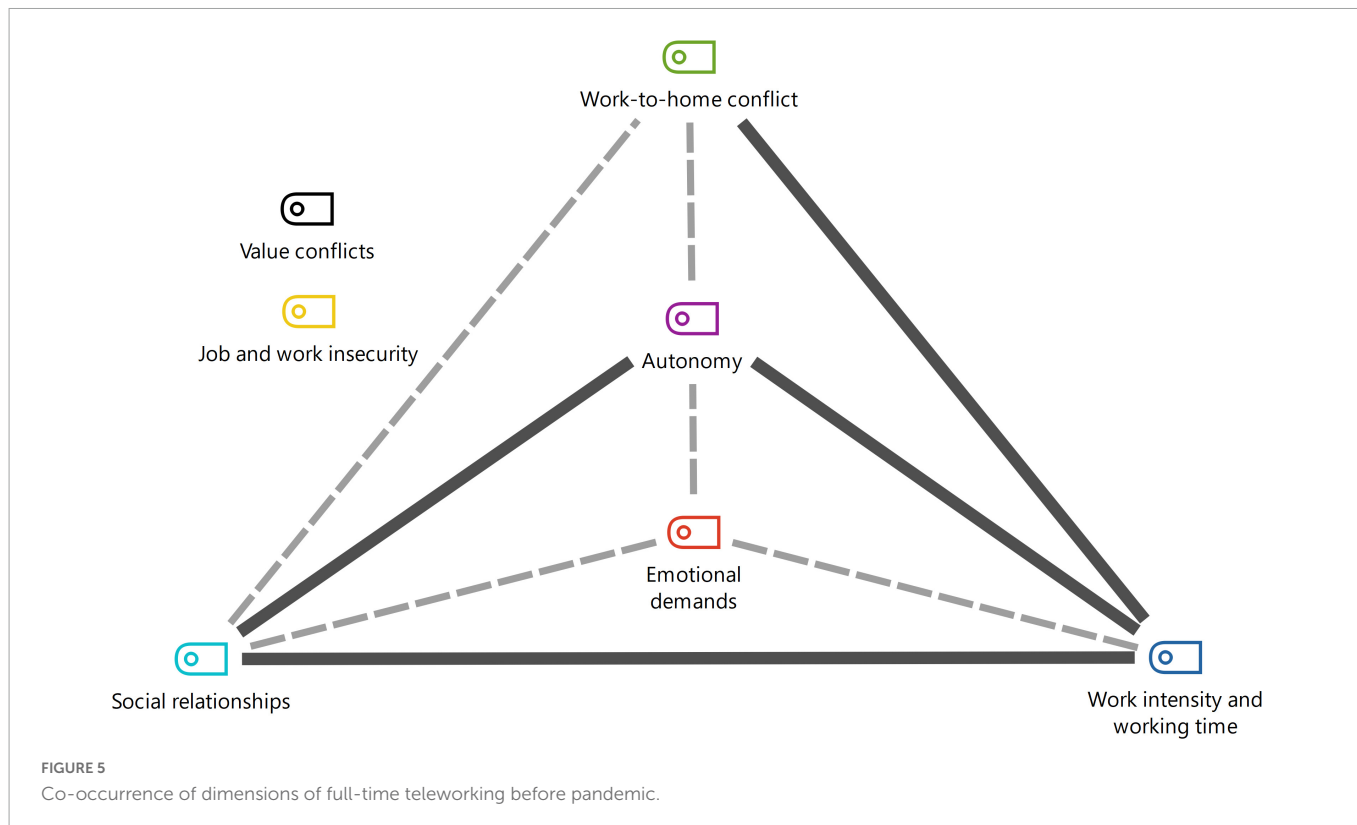 Work-to-home conflict
Value conflicts
Job and work insecurity
Autonomy
Emotional
demands
Social relationships
Work intensity and
working time
FIGURE 5
Co-occurrence of dimensions of full-time teleworking before pandemic.